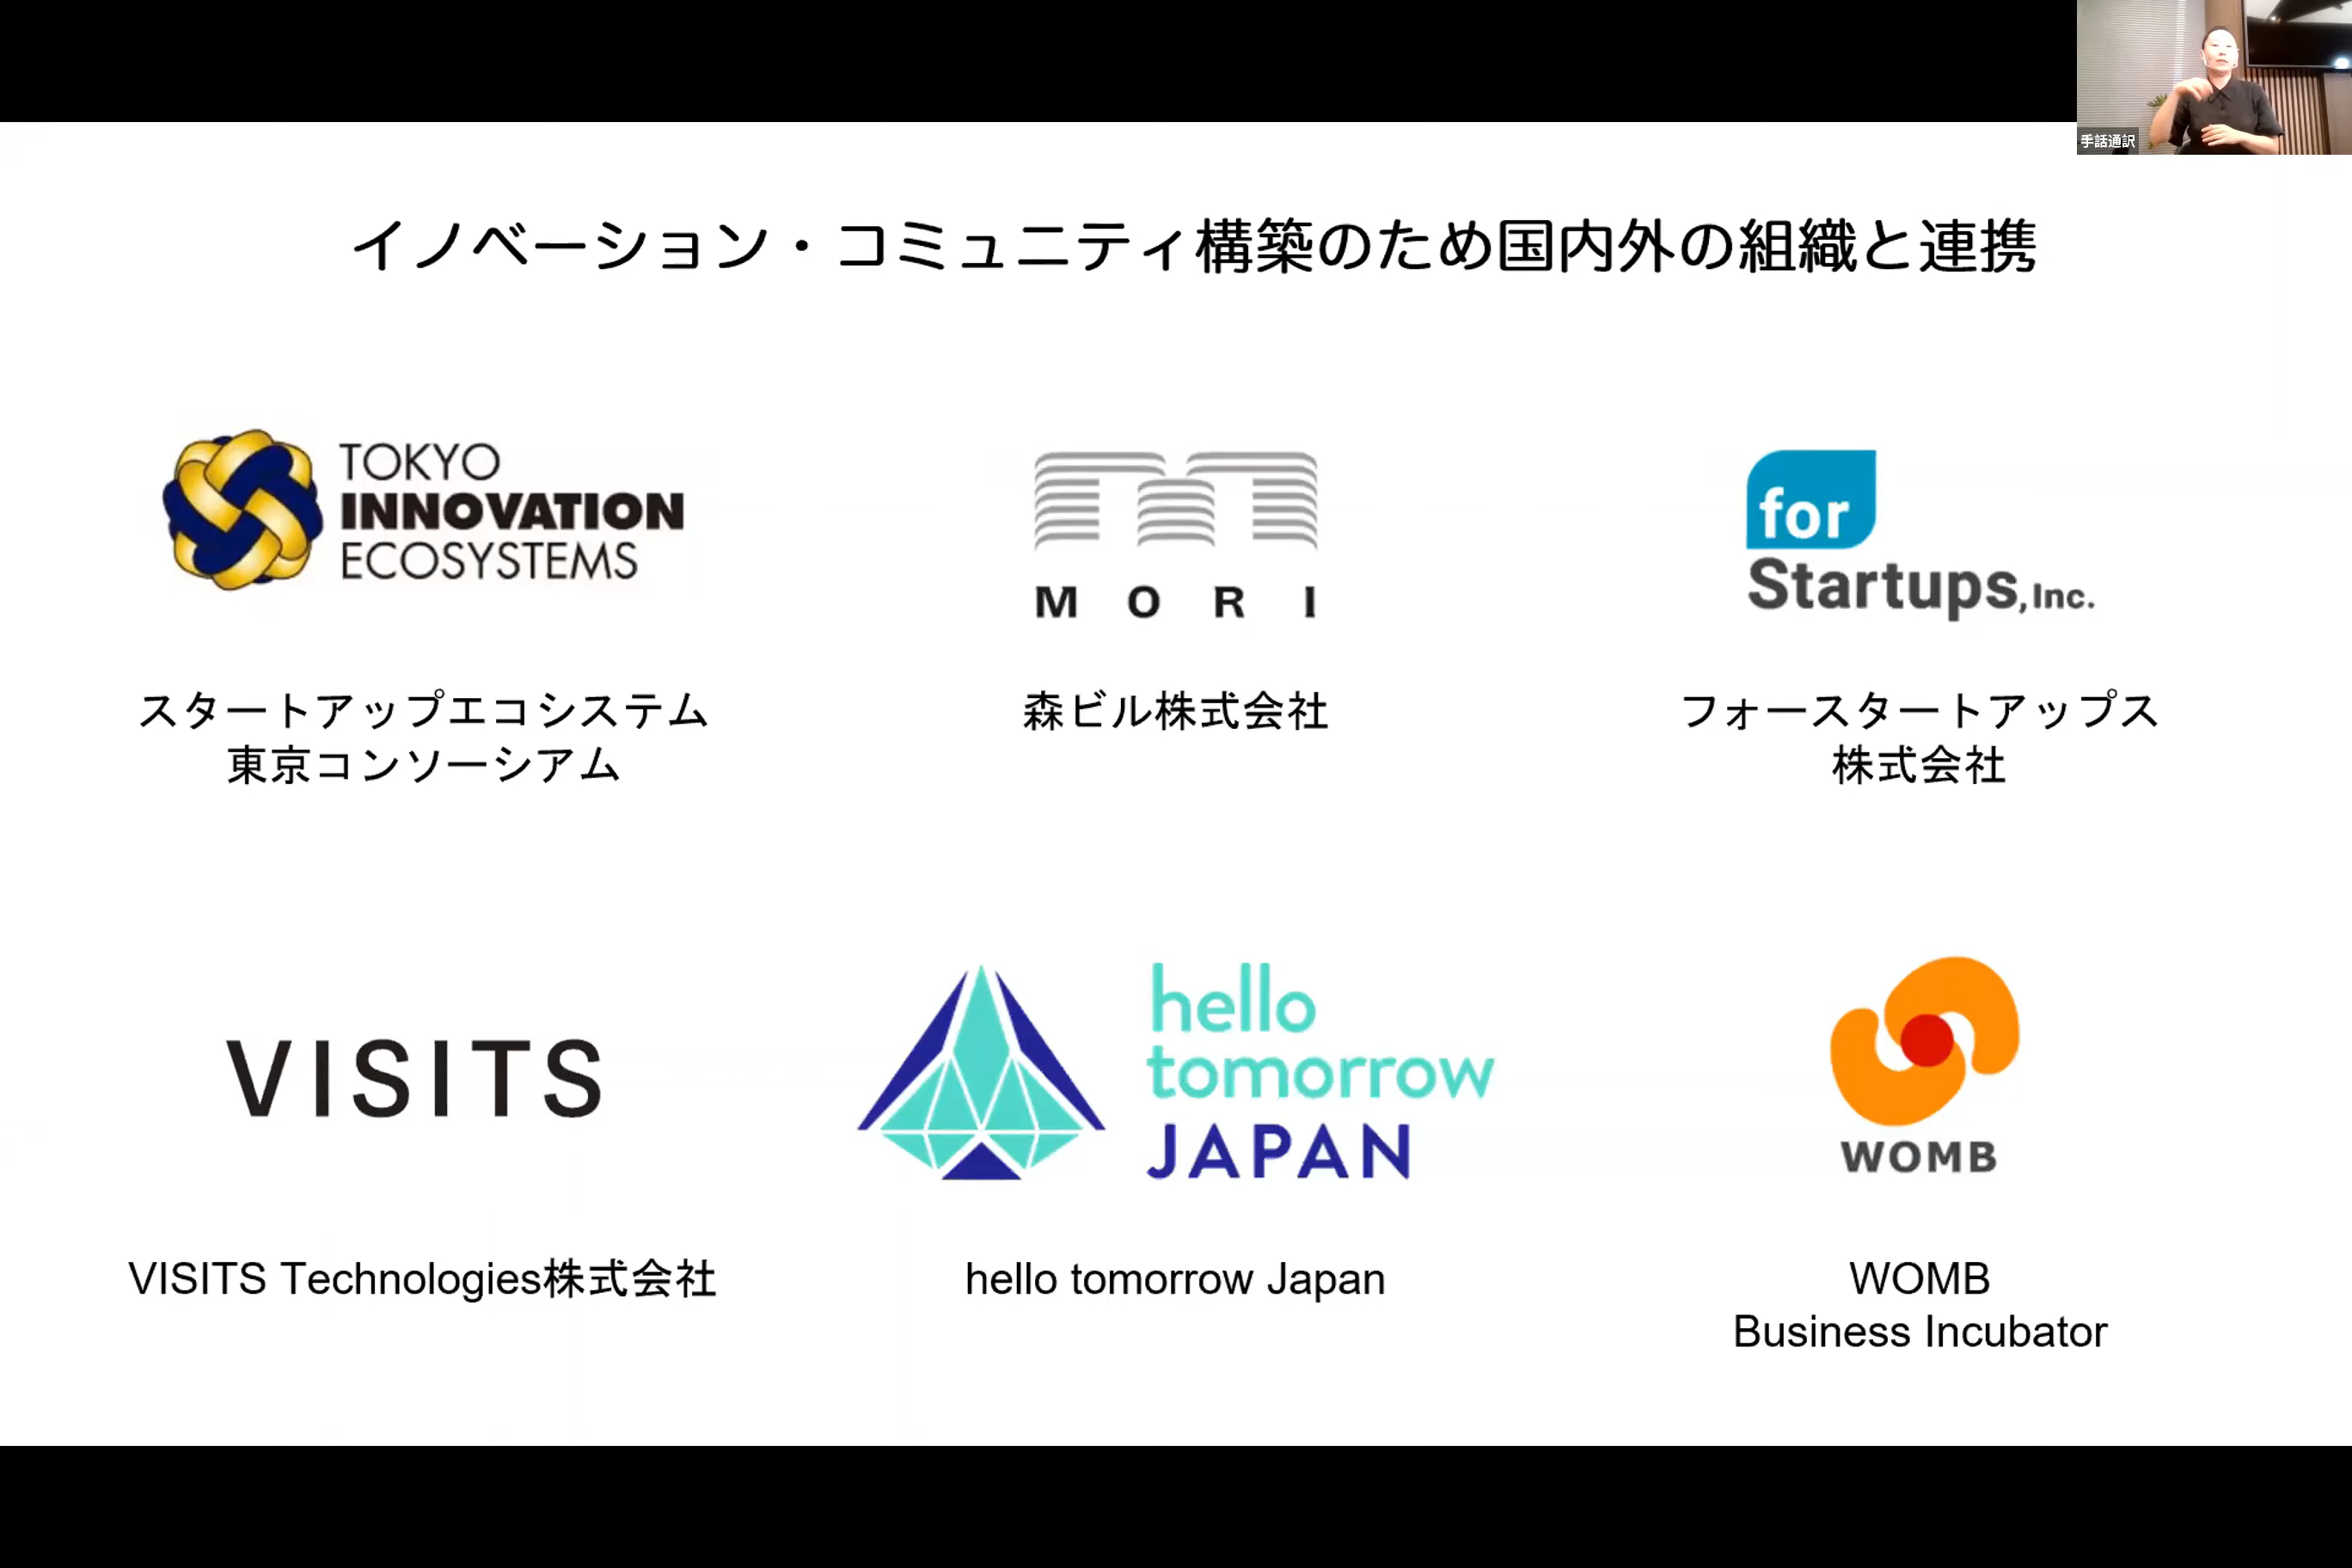 手話通訳
イノベーション・コミュニティ構築のため国内外の組織と連携
TOKYO
INNOVATION
ECOSYSTEMS
スタートアップエコシステム
東京コンソーシアム
MORI
森ビル株式会社
for
Startups, Inc.
フォースタートアップス
株式会社
VISITS
VISITS Technologies株式会社
hello
tomorrow
JAPAN
hello tomorrow Japan
WOMB
WOMB
Business Incubator